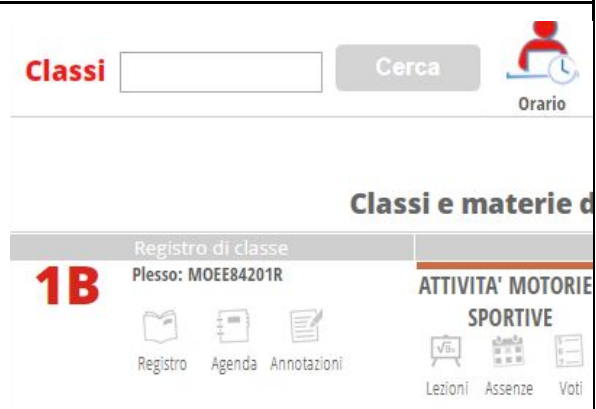 Classi
Cerca
Orario
Classi e materie d
Registro di classe
1B
Plesso: MOEE84201R
Registro Agenda Annotazioni
ATTIVITA' MOTORIE
SPORTIVE
Lezioni Assenze Voti